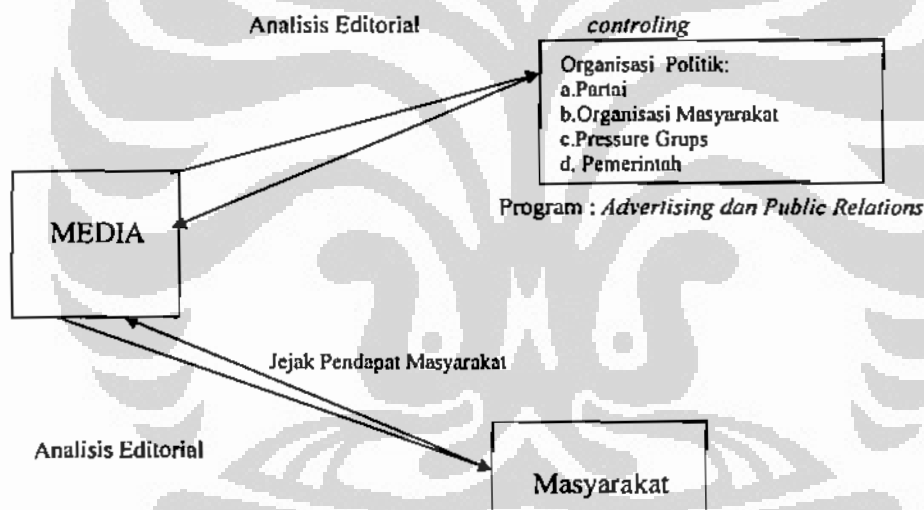 Analisis Editorial
controling
Organisasi Politik:
a.Partai
b.Organisasi Masyarakat
c.Pressure Grups
d. Pemerintah
Program : Advertising dan Public Relations
MEDIA
Jejak Pendapat Masyarakat
Analisis Editorial
Masyarakat